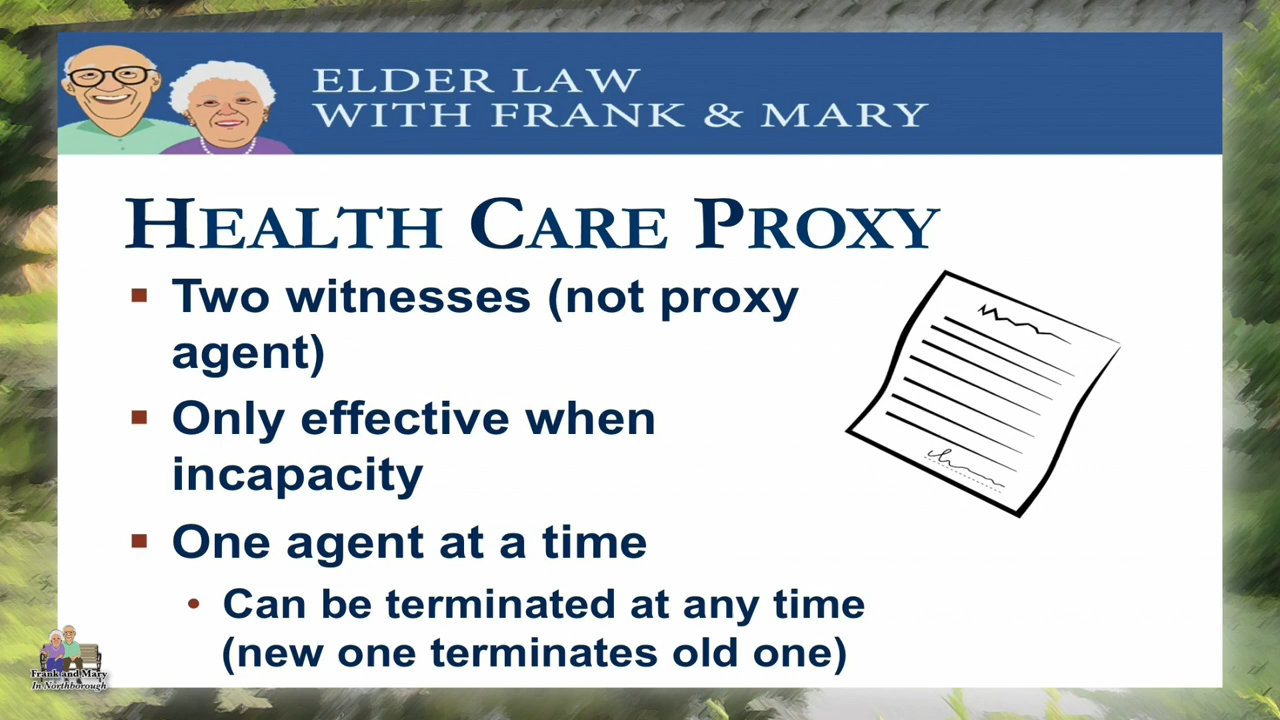 ELDER LAW
WITH FRANK & MARY
HEALTH CARE PROXY
Two witnesses (not proxy
agent)
Only effective when
incapacity
One agent at a time
Can be terminated at any time
(new one terminates old one)
Frank and Mary
In Northborough